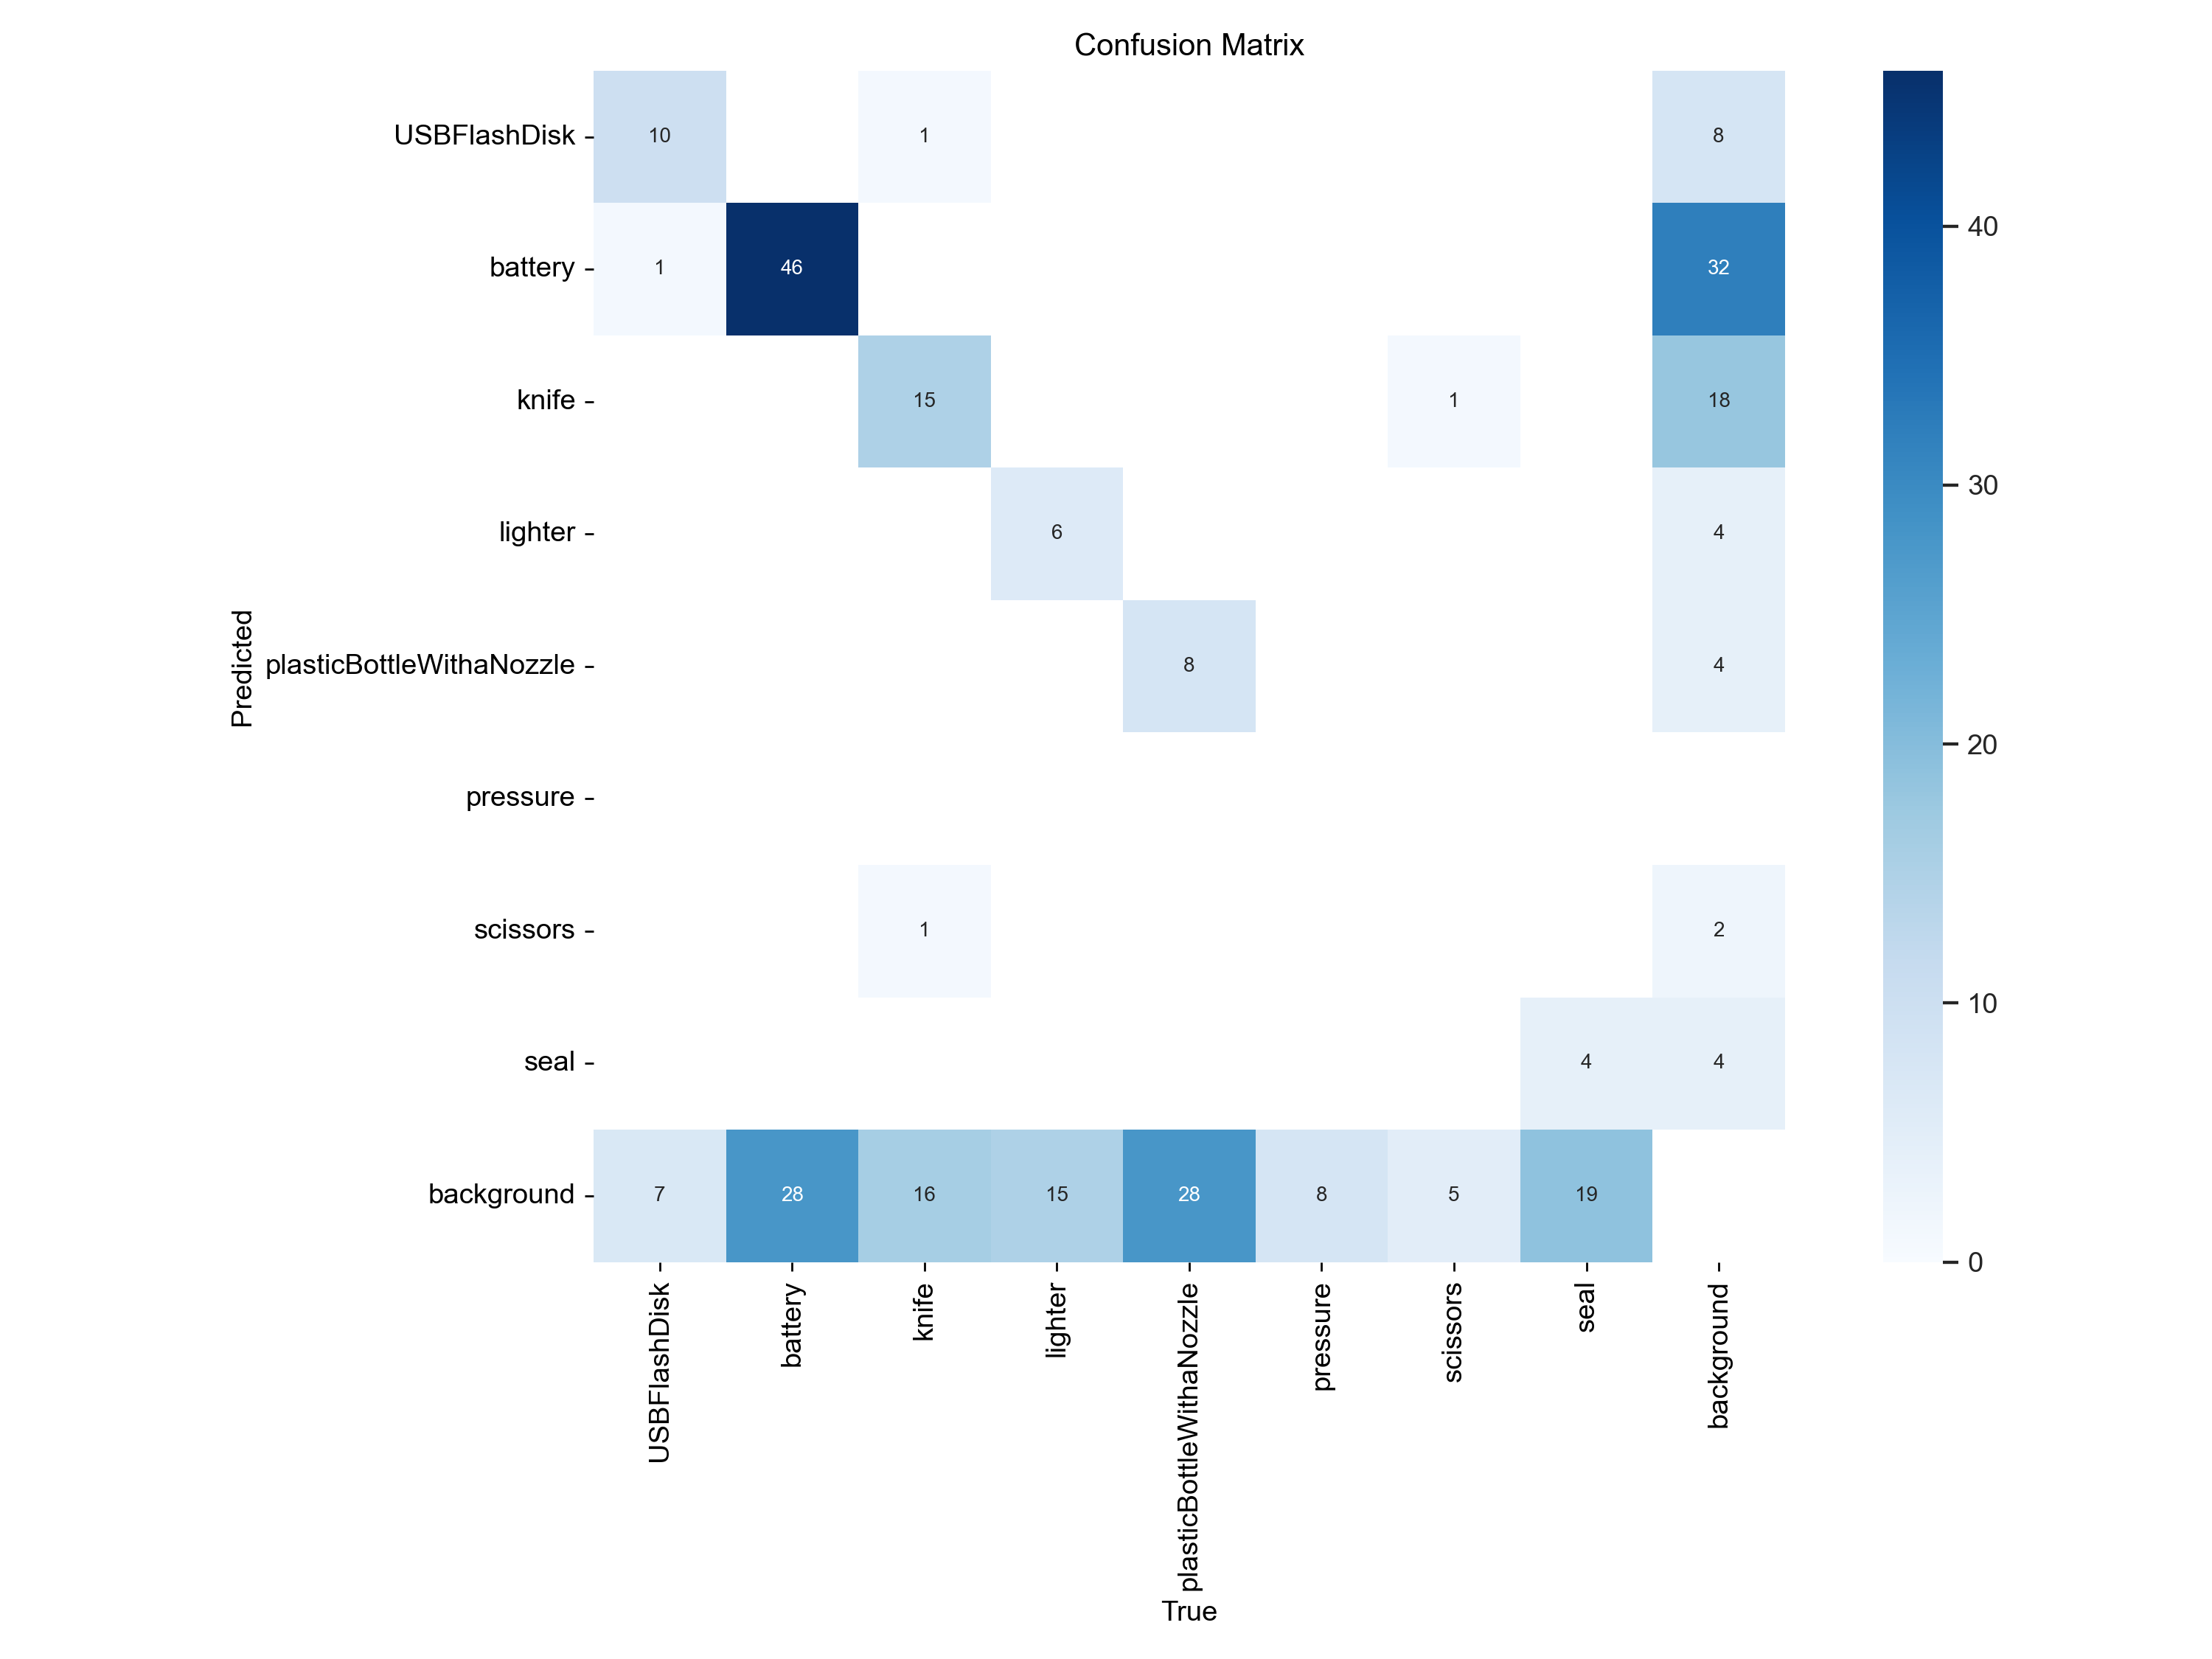 Confusion Matrix
USBFlashDisk 10 1 8
battery 1 46 32
knife 15 1 18
lighter 6 4
plasticBottleWithaNozzle 8 4
pressure
scissors 1 2
seal 4 4
background 7 28 16 15 28 8 5 19
Predicted
USBFlashDisk
battery
knife
lighter
plasticBottleWithaNozzle
pressure
scissors
seal
background
True
40
30
20
10
0